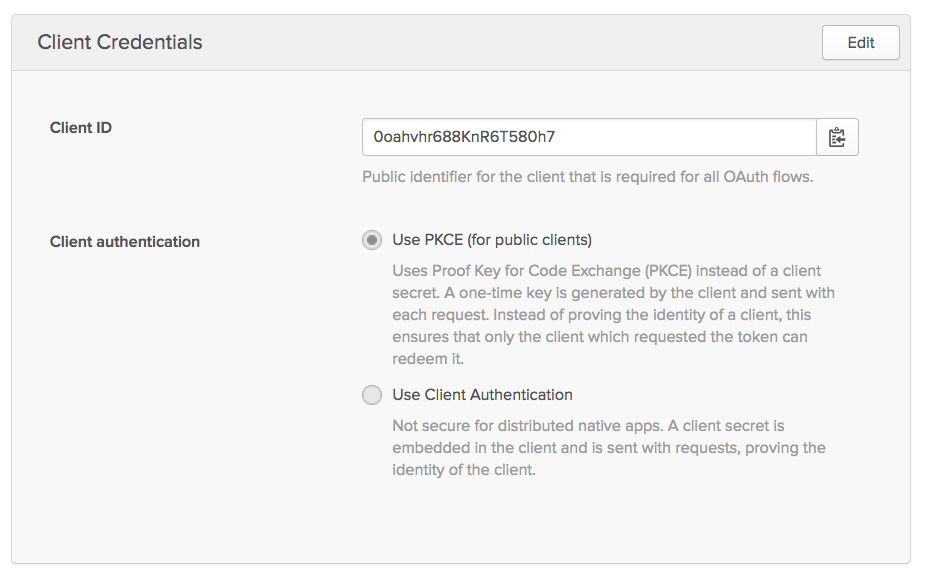 Client Credentials
Edit
Client ID
0oahvhr688KnR6T580h7
Public identifier for the client that is required for all OAuth flows.
Client authentication
Use PKCE (for public clients)
Uses Proof Key for Code Exchange (PKCE) instead of a client
secret. A one-time key is generated by the client and sent with
each request. Instead of proving the identity of a client, this
ensures that only the client which requested the token can
redeem it.
Use Client Authentication
Not secure for distributed native apps. A client secret is
embedded in the client and is sent with requests, proving the
identity of the client.